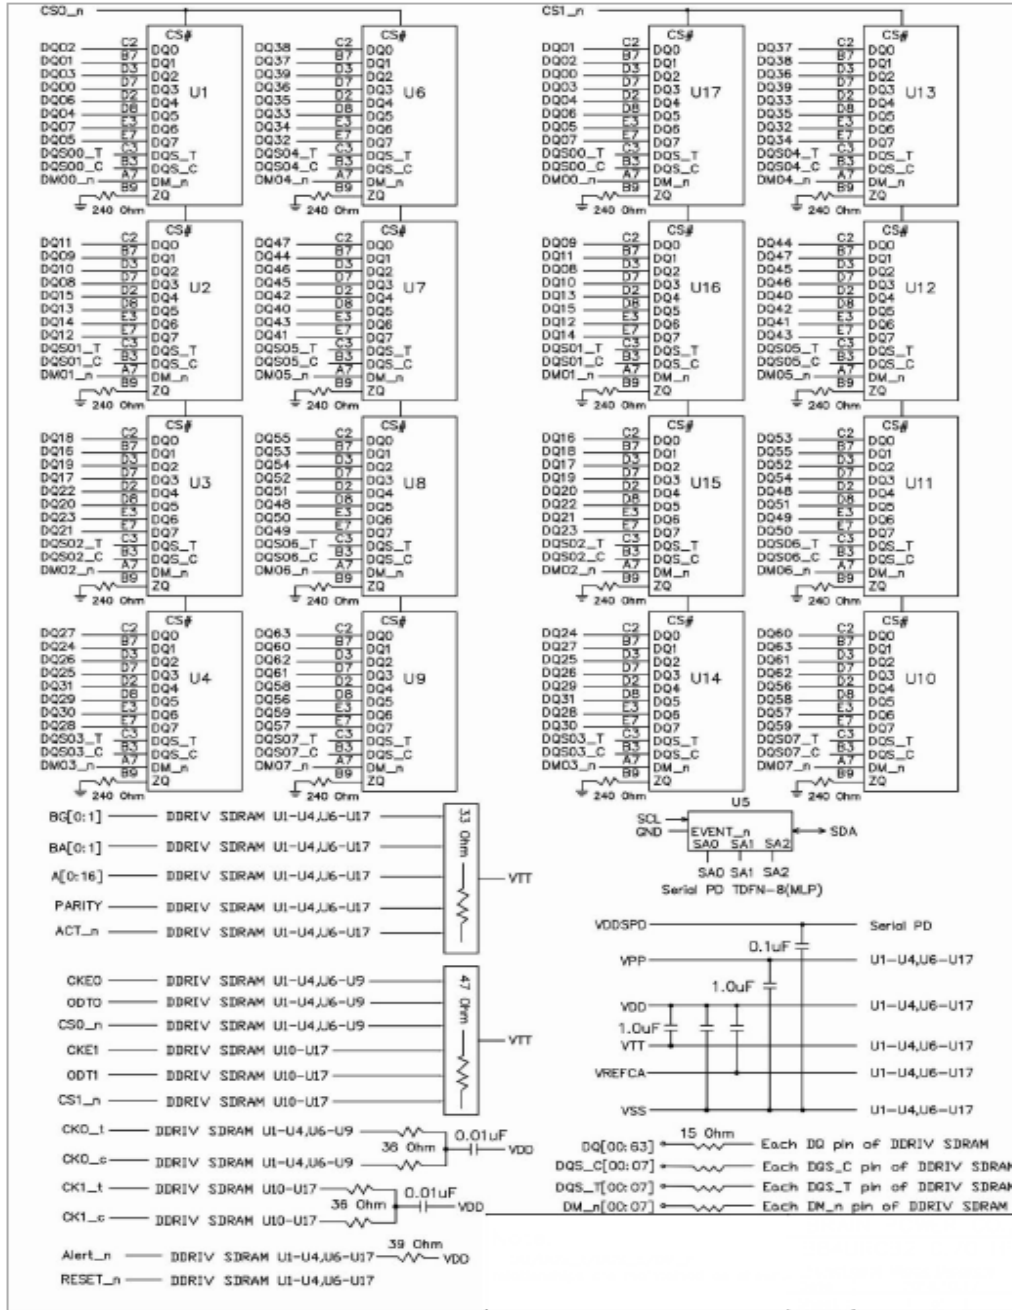 CS0_n
CS#
DQ02 C2 DQ0
DQ01 B7 DQ1
DQ03 D3 DQ2
DQ00 D7 DQ3
DQ06 D2 DQ4
DQ04 D8 DQ5
DQ07 E3 DQ6
DQ05 E7 DQ7
DQS00_T C3 DQS_T
DQS00_C B3 DQS_C
DM00_n A7 DM_n
B9 ZQ
240 Ohm
U1
CS#
DQ38 C2 DQ0
DQ37 B7 DQ1
DQ39 D3 DQ2
DQ36 D7 DQ3
DQ35 D2 DQ4
DQ33 D8 DQ5
DQ34 E3 DQ6
DQ32 E7 DQ7
DQS04_T C3 DQS_T
DQS04_C B3 DQS_C
DM04_n A7 DM_n
B9 ZQ
240 Ohm
U6
CS#
DQ11 C2 DQ0
DQ09 B7 DQ1
DQ10 D3 DQ2
DQ08 D7 DQ3
DQ15 D2 DQ4
DQ13 D8 DQ5
DQ14 E3 DQ6
DQ12 E7 DQ7
DQS01_T C3 DQS_T
DQS01_C B3 DQS_C
DM01_n A7 DM_n
B9 ZQ
240 Ohm
U2
CS#
DQ47 C2 DQ0
DQ44 B7 DQ1
DQ46 D3 DQ2
DQ45 D7 DQ3
DQ42 D2 DQ4
DQ40 D8 DQ5
DQ43 E3 DQ6
DQ41 E7 DQ7
DQS05_T C3 DQS_T
DQS05_C B3 DQS_C
DM05_n A7 DM_n
B9 ZQ
240 Ohm
U7
CS#
DQ18 C2 DQ0
DQ16 B7 DQ1
DQ19 D3 DQ2
DQ17 D7 DQ3
DQ22 D2 DQ4
DQ20 D8 DQ5
DQ23 E3 DQ6
DQ21 E7 DQ7
DQS02_T C3 DQS_T
DQS02_C B3 DQS_C
DM02_n A7 DM_n
B9 ZQ
240 Ohm
U3
CS#
DQ55 C2 DQ0
DQ53 B7 DQ1
DQ54 D3 DQ2
DQ52 D7 DQ3
DQ51 D2 DQ4
DQ48 D8 DQ5
DQ50 E3 DQ6
DQ49 E7 DQ7
DQS06_T C3 DQS_T
DQS06_C B3 DQS_C
DM06_n A7 DM_n
B9 ZQ
240 Ohm
U8
CS#
DQ27 C2 DQ0
DQ24 B7 DQ1
DQ26 D3 DQ2
DQ25 D7 DQ3
DQ31 D2 DQ4
DQ29 D8 DQ5
DQ30 E3 DQ6
DQ28 E7 DQ7
DQS03_T C3 DQS_T
DQS03_C B3 DQS_C
DM03_n A7 DM_n
B9 ZQ
240 Ohm
U4
CS#
DQ63 C2 DQ0
DQ60 B7 DQ1
DQ62 D3 DQ2
DQ61 D7 DQ3
DQ58 D2 DQ4
DQ56 D8 DQ5
DQ59 E3 DQ6
DQ57 E7 DQ7
DQS07_T C3 DQS_T
DQS07_C B3 DQS_C
DM07_n A7 DM_n
B9 ZQ
240 Ohm
U9
CS1_n
CS#
DQ01 C2 DQ0
DQ02 B7 DQ1
DQ00 D3 DQ2
DQ03 D7 DQ3
DQ04 D2 DQ4
DQ06 D8 DQ5
DQ05 E3 DQ6
DQ07 E7 DQ7
DQS00_T C3 DQS_T
DQS00_C B3 DQS_C
DM00_n A7 DM_n
B9 ZQ
240 Ohm
U17
CS#
DQ37 C2 DQ0
DQ38 B7 DQ1
DQ36 D3 DQ2
DQ39 D7 DQ3
DQ33 D2 DQ4
DQ35 D8 DQ5
DQ32 E3 DQ6
DQ34 E7 DQ7
DQS04_T C3 DQS_T
DQS04_C B3 DQS_C
DM04_n A7 DM_n
B9 ZQ
240 Ohm
U13
CS#
DQ09 C2 DQ0
DQ11 B7 DQ1
DQ08 D3 DQ2
DQ10 D7 DQ3
DQ13 D2 DQ4
DQ15 D8 DQ5
DQ12 E3 DQ6
DQ14 E7 DQ7
DQS01_T C3 DQS_T
DQS01_C B3 DQS_C
DM01_n A7 DM_n
B9 ZQ
240 Ohm
U16
CS#
DQ44 C2 DQ0
DQ47 B7 DQ1
DQ45 D3 DQ2
DQ46 D7 DQ3
DQ40 D2 DQ4
DQ42 D8 DQ5
DQ41 E3 DQ6
DQ43 E7 DQ7
DQS05_T C3 DQS_T
DQS05_C B3 DQS_C
DM05_n A7 DM_n
B9 ZQ
240 Ohm
U12
CS#
DQ16 C2 DQ0
DQ18 B7 DQ1
DQ17 D3 DQ2
DQ19 D7 DQ3
DQ20 D2 DQ4
DQ22 D8 DQ5
DQ21 E3 DQ6
DQ23 E7 DQ7
DQS02_T C3 DQS_T
DQS02_C B3 DQS_C
DM02_n A7 DM_n
B9 ZQ
240 Ohm
U15
CS#
DQ53 C2 DQ0
DQ55 B7 DQ1
DQ52 D3 DQ2
DQ54 D7 DQ3
DQ48 D2 DQ4
DQ51 D8 DQ5
DQ49 E3 DQ6
DQ50 E7 DQ7
DQS06_T C3 DQS_T
DQS06_C B3 DQS_C
DM06_n A7 DM_n
B9 ZQ
240 Ohm
U11
CS#
DQ24 C2 DQ0
DQ27 B7 DQ1
DQ25 D3 DQ2
DQ26 D7 DQ3
DQ29 D2 DQ4
DQ31 D8 DQ5
DQ28 E3 DQ6
DQ30 E7 DQ7
DQS03_T C3 DQS_T
DQS03_C B3 DQS_C
DM03_n A7 DM_n
B9 ZQ
240 Ohm
U14
CS#
DQ60 C2 DQ0
DQ63 B7 DQ1
DQ61 D3 DQ2
DQ62 D7 DQ3
DQ56 D2 DQ4
DQ58 D8 DQ5
DQ57 E3 DQ6
DQ59 E7 DQ7
DQS07_T C3 DQS_T
DQS07_C B3 DQS_C
DM07_n A7 DM_n
B9 ZQ
240 Ohm
U10
BG[0:1] DDRIV SDRAM U1-U4,U6-U17
BA[0:1] DDRIV SDRAM U1-U4,U6-U17
A[0:16] DDRIV SDRAM U1-U4,U6-U17
PARITY DDRIV SDRAM U1-U4,U6-U17
ACT_n DDRIV SDRAM U1-U4,U6-U17
33 Ohm
VTT
CKE0 DDRIV SDRAM U1-U4,U6-U9
ODT0 DDRIV SDRAM U1-U4,U6-U9
CS0_n DDRIV SDRAM U1-U4,U6-U9
CKE1 DDRIV SDRAM U10-U17
ODT1 DDRIV SDRAM U10-U17
CS1_n DDRIV SDRAM U10-U17
47 Ohm
VTT
CK0_t DDRIV SDRAM U1-U4,U6-U9
36 Ohm 0.01uF VDD
CK0_c DDRIV SDRAM U1-U4,U6-U9
CK1_t DDRIV SDRAM U10-U17
36 Ohm 0.01uF VDD
CK1_c DDRIV SDRAM U10-U17
Alert_n DDRIV SDRAM U1-U4,U6-U17 39 Ohm VDD
RESET_n DDRIV SDRAM U1-U4,U6-U17
U5
SCL
GND EVENT_n SDA
SA0 SA1 SA2
SA0 SA1 SA2
Serial PD TDFN-8(MLP)
VDDSPD Serial PD
0.1uF
VPP U1-U4,U6-U17
1.0uF
VDD U1-U4,U6-U17
1.0uF
VTT U1-U4,U6-U17
VREFCA U1-U4,U6-U17
VSS U1-U4,U6-U17
15 Ohm
DQ[00:63] Each DQ pin of DDRIV SDRAM
DQS_C[00:07] Each DQS_C pin of DDRIV SDRAM
DQS_T[00:07] Each DQS_T pin of DDRIV SDRAM
DM_n[00:07] Each DM_n pin of DDRIV SDRAM